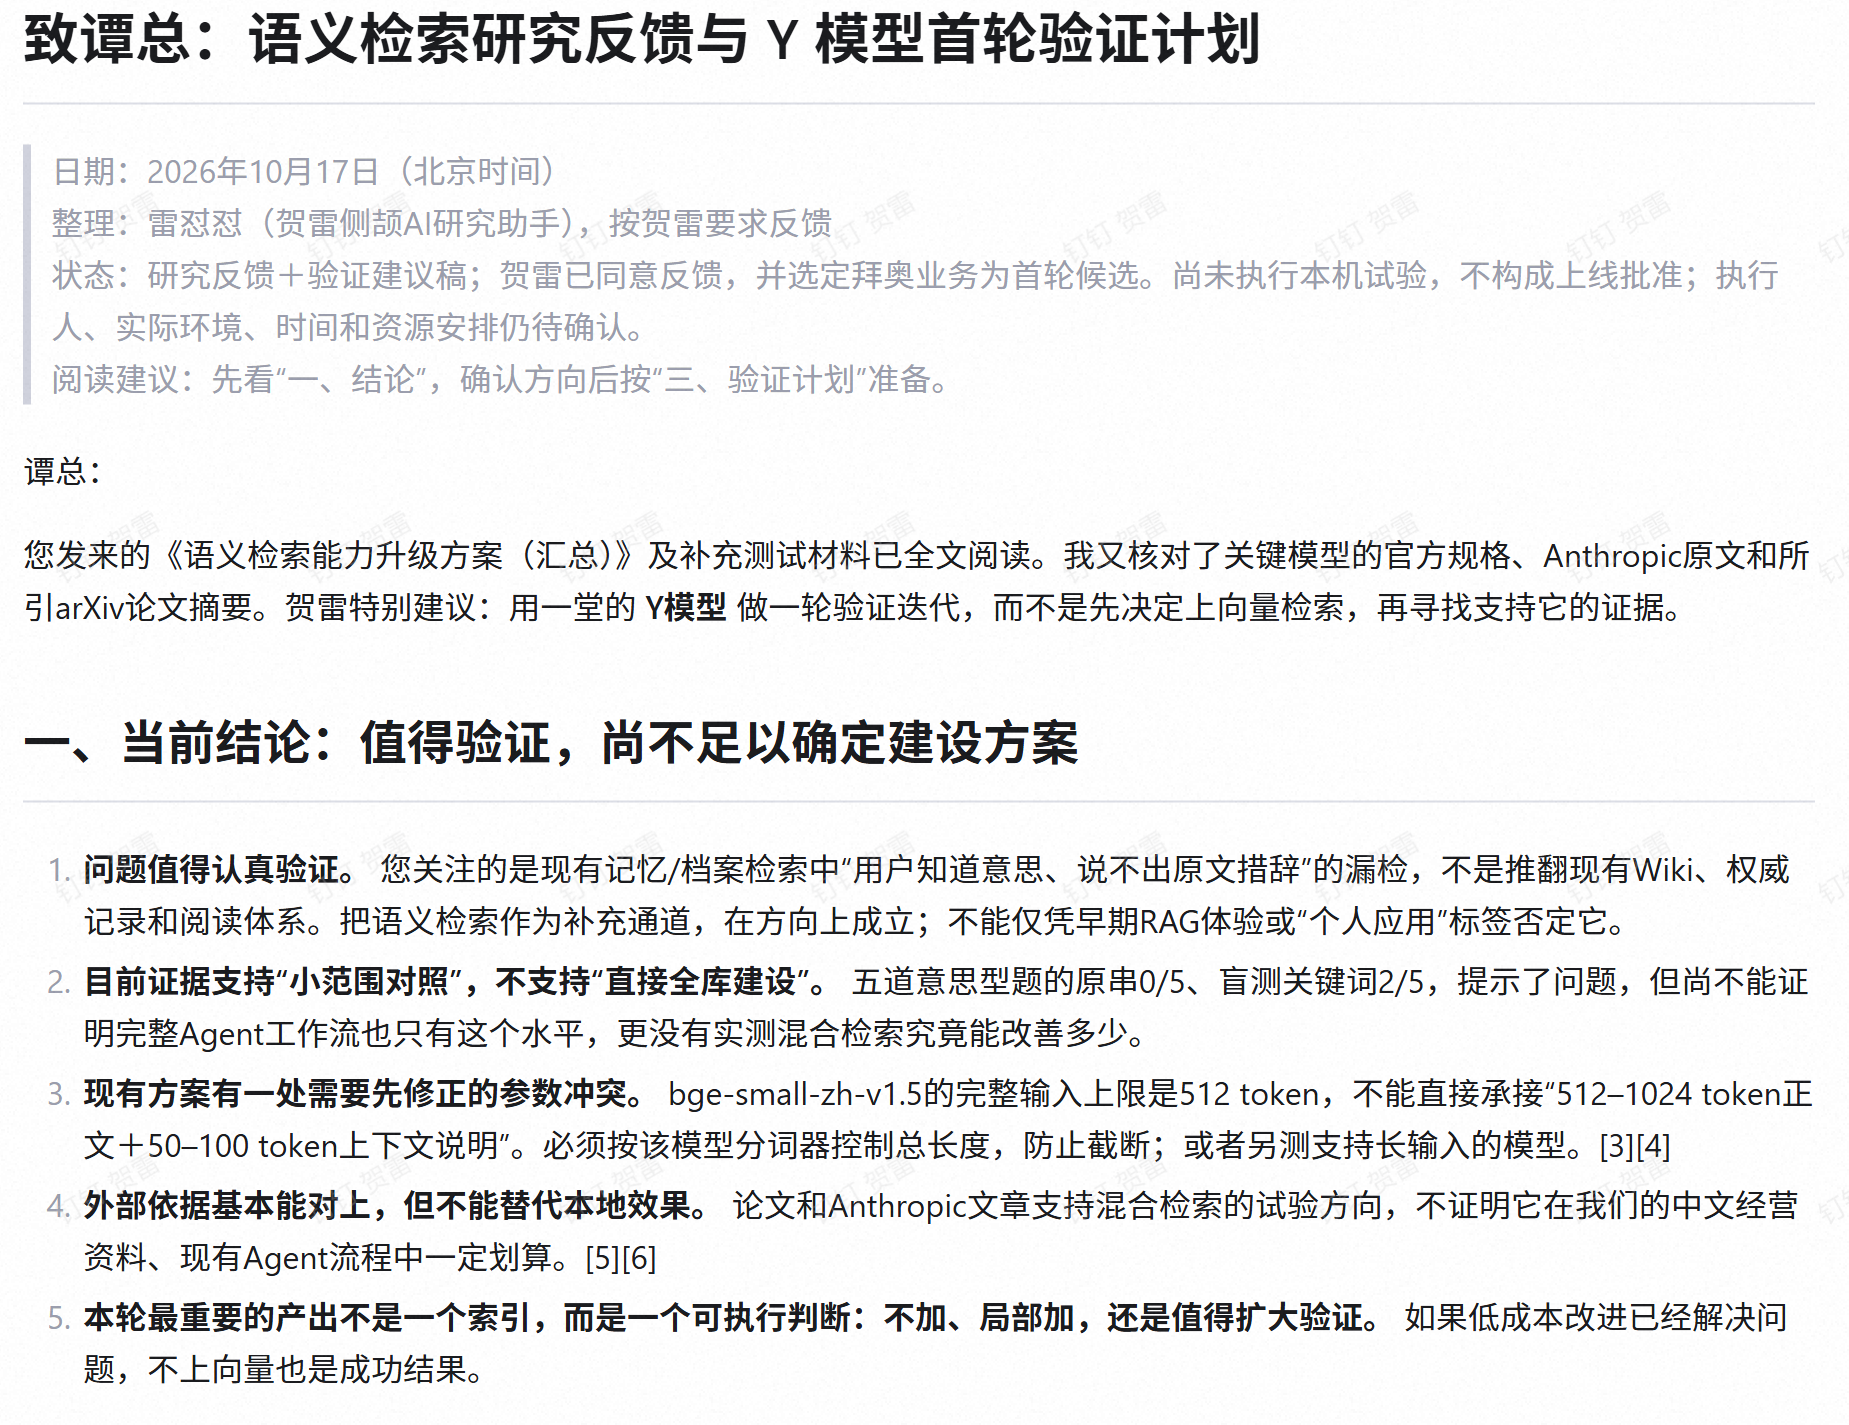 致谭总：语义检索研究反馈与 Y 模型首轮验证计划
日期：2026年10月17日（北京时间）
整理：雷怼怼（贺雷侧颉AI研究助手），按贺雷要求反馈
状态：研究反馈＋验证建议稿；贺雷已同意反馈，并选定拜奥业务为首轮候选。尚未执行本机试验，不构成上线批准；执行
人、实际环境、时间和资源安排仍待确认。
阅读建议：先看“一、结论”，确认方向后按“三、验证计划”准备。
谭总：
您发来的《语义检索能力升级方案（汇总）》及补充测试材料已全文阅读。我又核对了关键模型的官方规格、Anthropic原文和所
引arXiv论文摘要。贺雷特别建议：用一堂的 Y模型 做一轮验证迭代，而不是先决定上向量检索，再寻找支持它的证据。
一、当前结论：值得验证，尚不足以确定建设方案
1. 问题值得认真验证。 您关注的是现有记忆/档案检索中“用户知道意思、说不出原文措辞”的漏检，不是推翻现有Wiki、权威
记录和阅读体系。把语义检索作为补充通道，在方向上成立；不能仅凭早期RAG体验或“个人应用”标签否定它。
2. 目前证据支持“小范围对照”，不支持“直接全库建设”。 五道意思型题的原串0/5、盲测关键词2/5，提示了问题，但尚不能证
明完整Agent工作流也只有这个水平，更没有实测混合检索究竟能改善多少。
3. 现有方案有一处需要先修正的参数冲突。 bge-small-zh-v1.5的完整输入上限是512 token，不能直接承接“512–1024 token正
文＋50–100 token上下文说明”。必须按该模型分词器控制总长度，防止截断；或者另测支持长输入的模型。[3][4]
4. 外部依据基本能对上，但不能替代本地效果。 论文和Anthropic文章支持混合检索的试验方向，不证明它在我们的中文经营
资料、现有Agent流程中一定划算。[5][6]
5. 本轮最重要的产出不是一个索引，而是一个可执行判断：不加、局部加，还是值得扩大验证。 如果低成本改进已经解决问
题，不上向量也是成功结果。
钉钉 贺雷